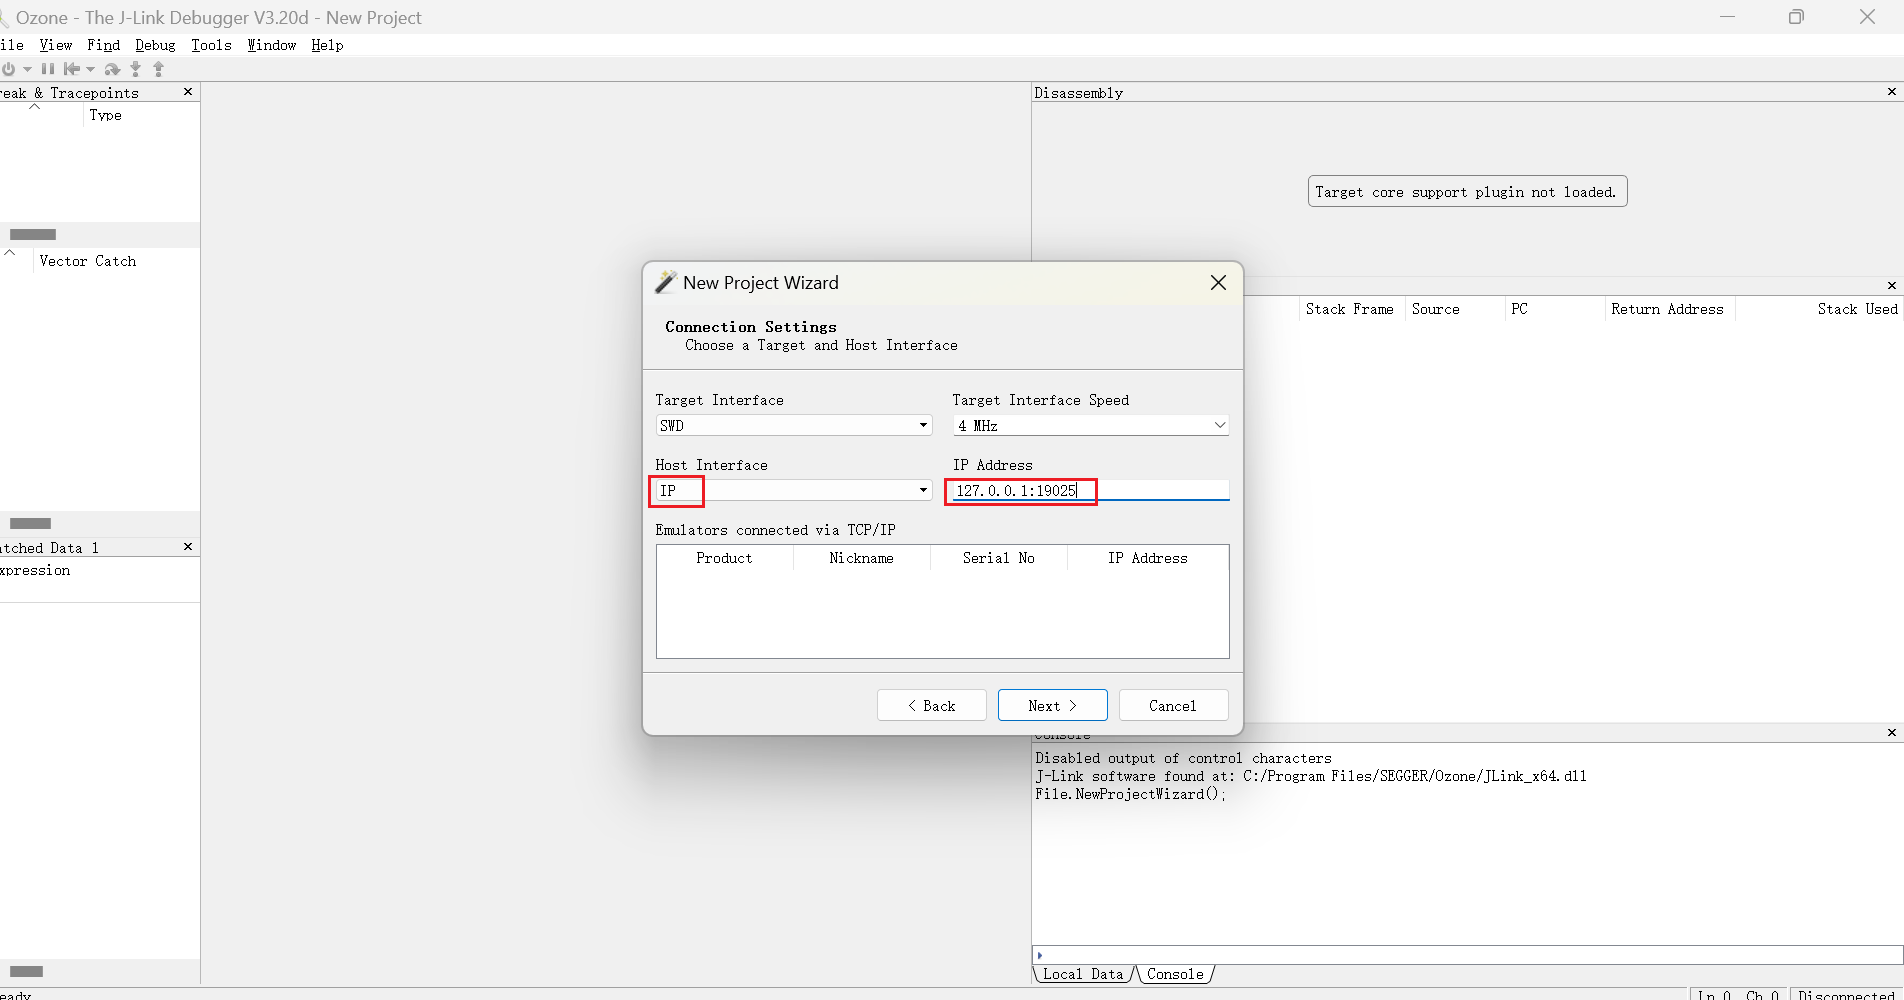 Ozone - The J-Link Debugger V3.20d - New Project
ile View Find Debug Tools Window Help
reak & Tracepoints
Type
Vector Catch
tched Data 1
xpression
Disassembly
Target core support plugin not loaded.
Stack Frame Source PC Return Address Stack Used
New Project Wizard
Connection Settings
Choose a Target and Host Interface
Target Interface Target Interface Speed
SWD 4 MHz
Host Interface IP Address
IP 127.0.0.1:19025
Emulators connected via TCP/IP
Product Nickname Serial No IP Address
< Back Next > Cancel
Console
Disabled output of control characters
J-Link software found at: C:/Program Files/SEGGER/Ozone/JLink_x64.dll
File.NewProjectWizard();
Local Data Console
eady Ln 0 Ch 0 Disconnected